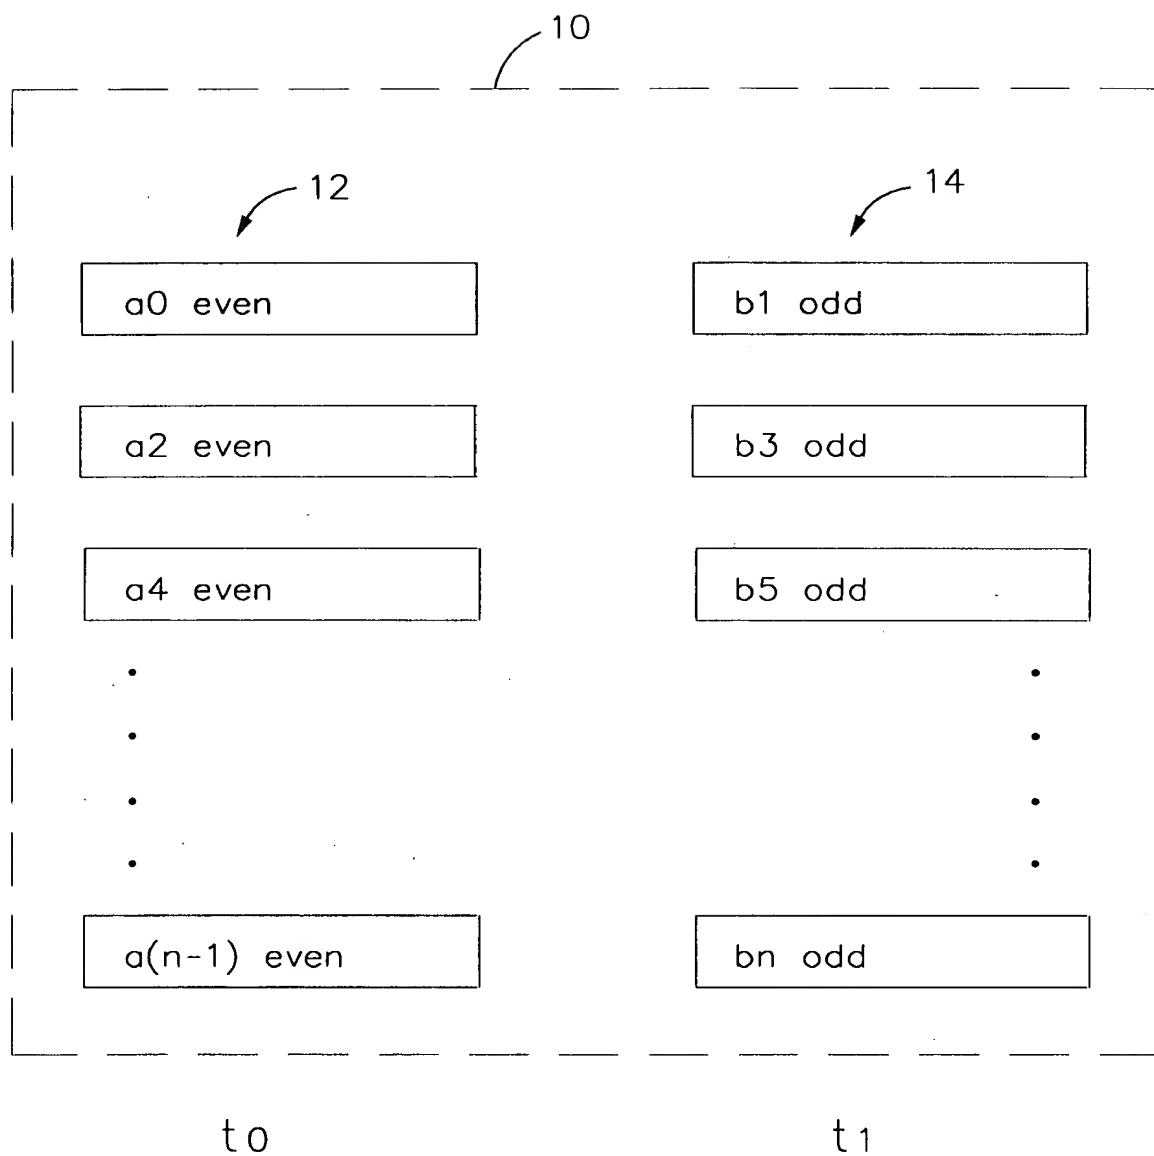 10
12
14
a0 even
b1 odd
a2 even
b3 odd
a4 even
b5 odd
a(n-1) even
bn odd
t0
t1